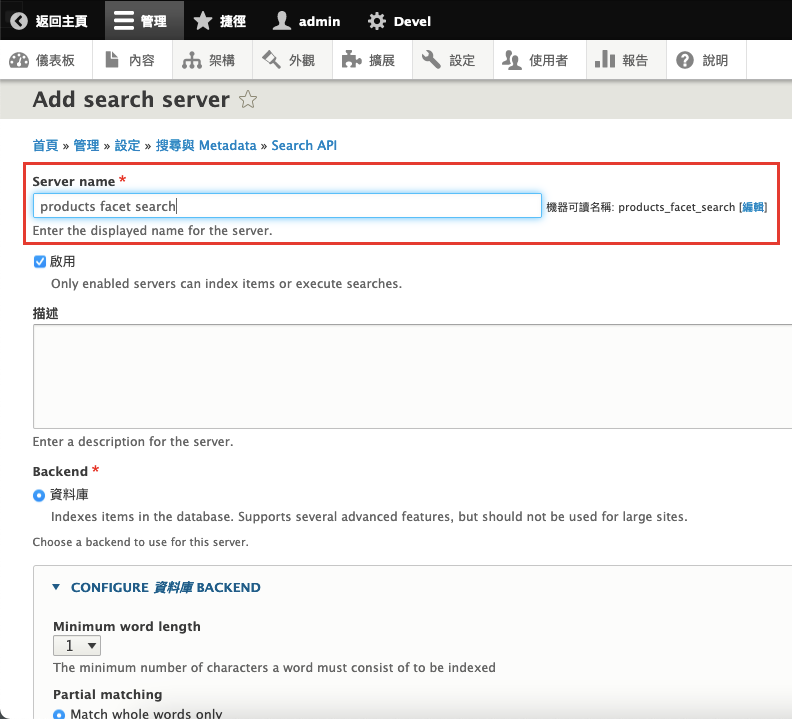 返回主頁 管理 捷徑 admin Devel
儀表板 內容 架構 外觀 擴展 設定 使用者 報告 說明
Add search server
首頁 » 管理 » 設定 » 搜尋與 Metadata » Search API
Server name *
products facet search 機器可讀名稱: products_facet_search [編輯]
Enter the displayed name for the server.
啟用
Only enabled servers can index items or execute searches.
描述
Enter a description for the server.
Backend *
資料庫
Indexes items in the database. Supports several advanced features, but should not be used for large sites.
Choose a backend to use for this server.
CONFIGURE 資料庫 BACKEND
Minimum word length
1
The minimum number of characters a word must consist of to be indexed
Partial matching
Match whole words only